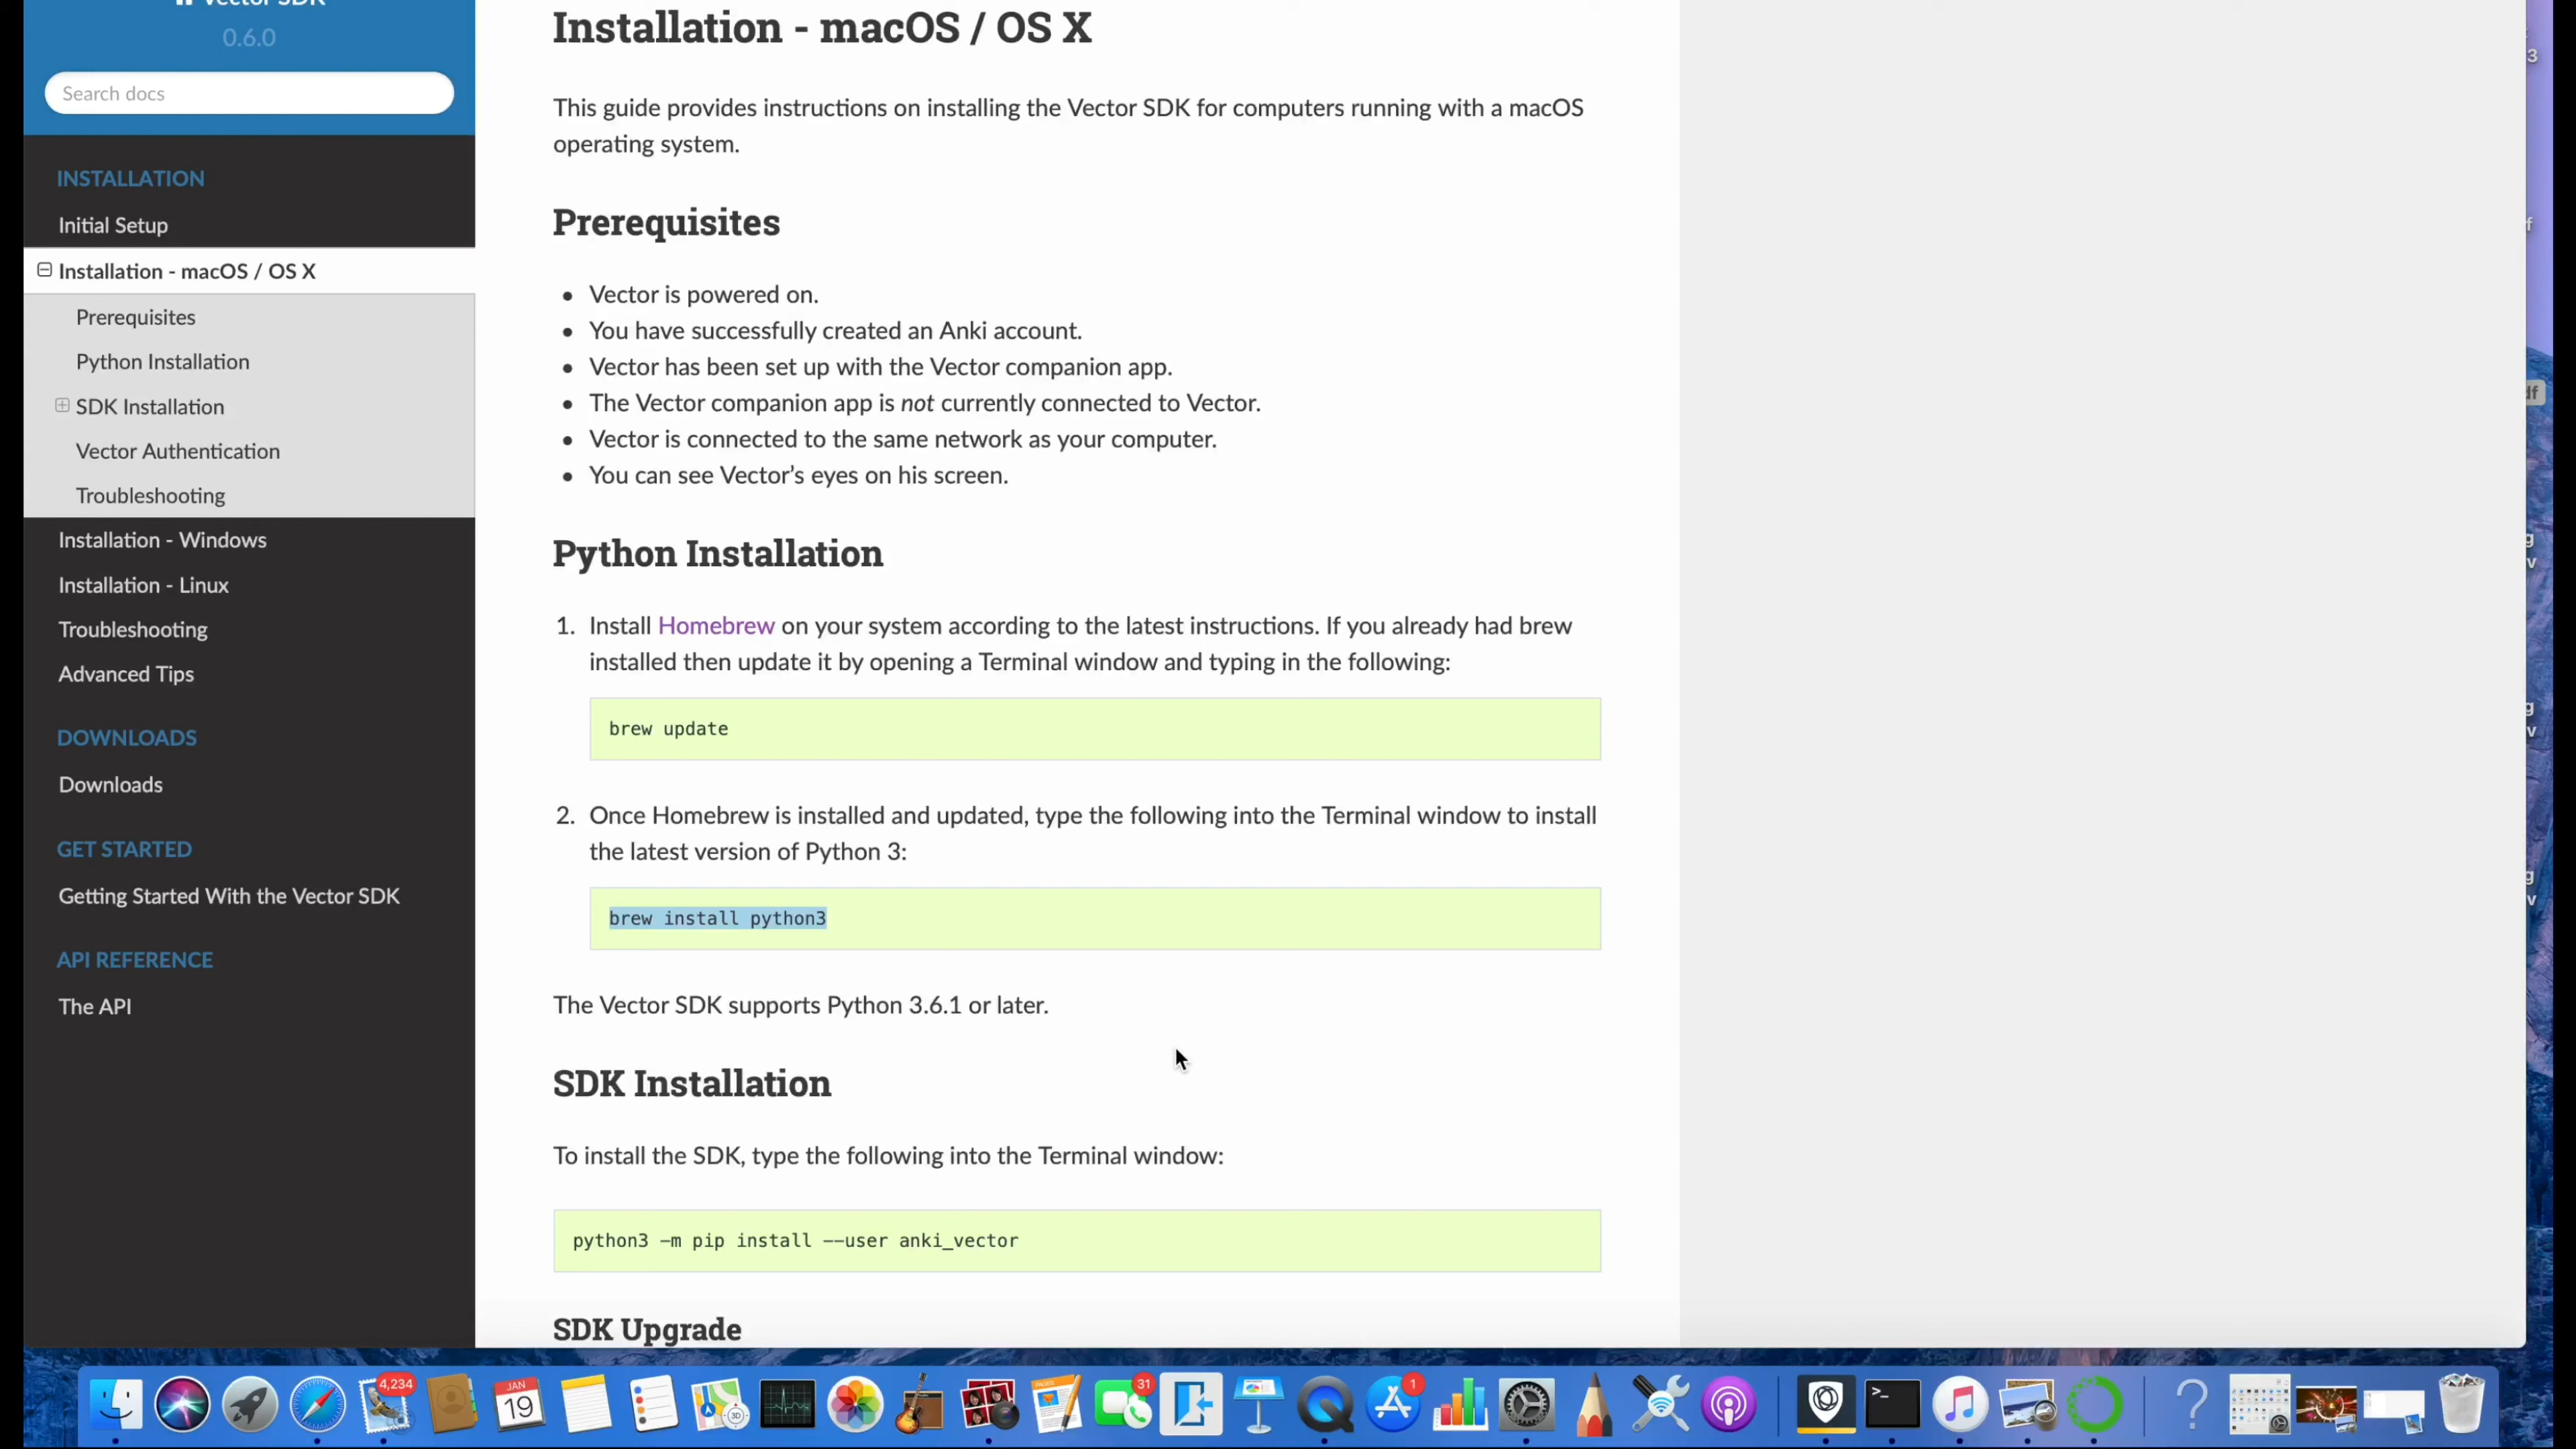 Vector SDK
0.6.0
Search docs
INSTALLATION
Initial Setup
Installation - macOS / OS X
Prerequisites
Python Installation
SDK Installation
Vector Authentication
Troubleshooting
Installation - Windows
Installation - Linux
Troubleshooting
Advanced Tips
DOWNLOADS
Downloads
GET STARTED
Getting Started With the Vector SDK
API REFERENCE
The API
Installation - macOS / OS X
This guide provides instructions on installing the Vector SDK for computers running with a macOS
operating system.
Prerequisites
• Vector is powered on.
• You have successfully created an Anki account.
• Vector has been set up with the Vector companion app.
• The Vector companion app is not currently connected to Vector.
• Vector is connected to the same network as your computer.
• You can see Vector’s eyes on his screen.
Python Installation
1. Install Homebrew on your system according to the latest instructions. If you already had brew
installed then update it by opening a Terminal window and typing in the following:
brew update
2. Once Homebrew is installed and updated, type the following into the Terminal window to install
the latest version of Python 3:
brew install python3
The Vector SDK supports Python 3.6.1 or later.
SDK Installation
To install the SDK, type the following into the Terminal window:
python3 -m pip install --user anki_vector
SDK Upgrade
3
f
df
g
v
g
v
g
v
4,234
JAN
19
3D
PAGES
31
1
>_
?